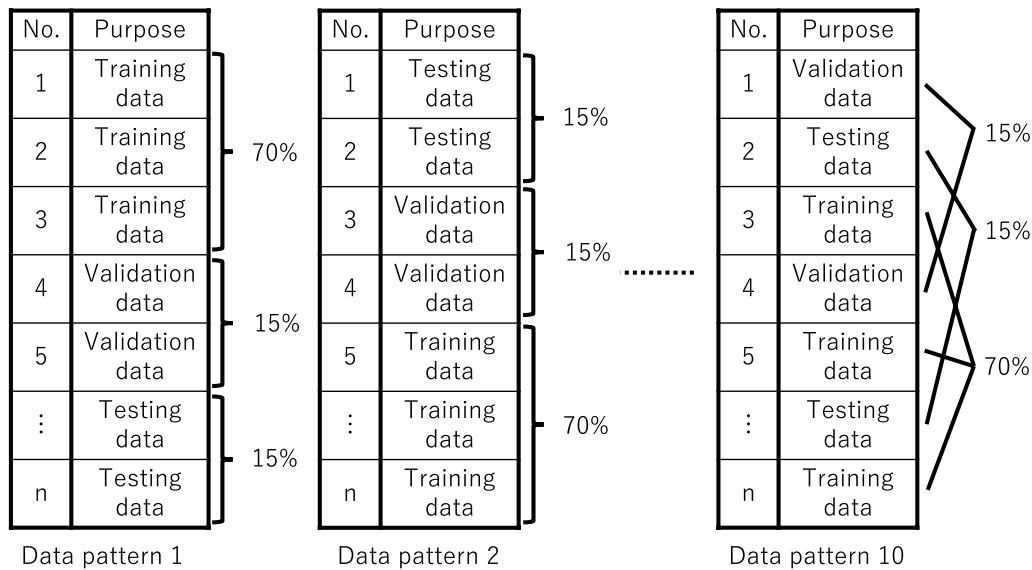 No. Purpose
1 Training data
2 Training data
3 Training data
4 Validation data
5 Validation data
⋮ Testing data
n Testing data
70%
15%
15%
Data pattern 1
No. Purpose
1 Testing data
2 Testing data
3 Validation data
4 Validation data
5 Training data
⋮ Training data
n Training data
15%
15%
70%
Data pattern 2
No. Purpose
1 Validation data
2 Testing data
3 Training data
4 Validation data
5 Training data
⋮ Testing data
n Training data
15%
15%
70%
Data pattern 10